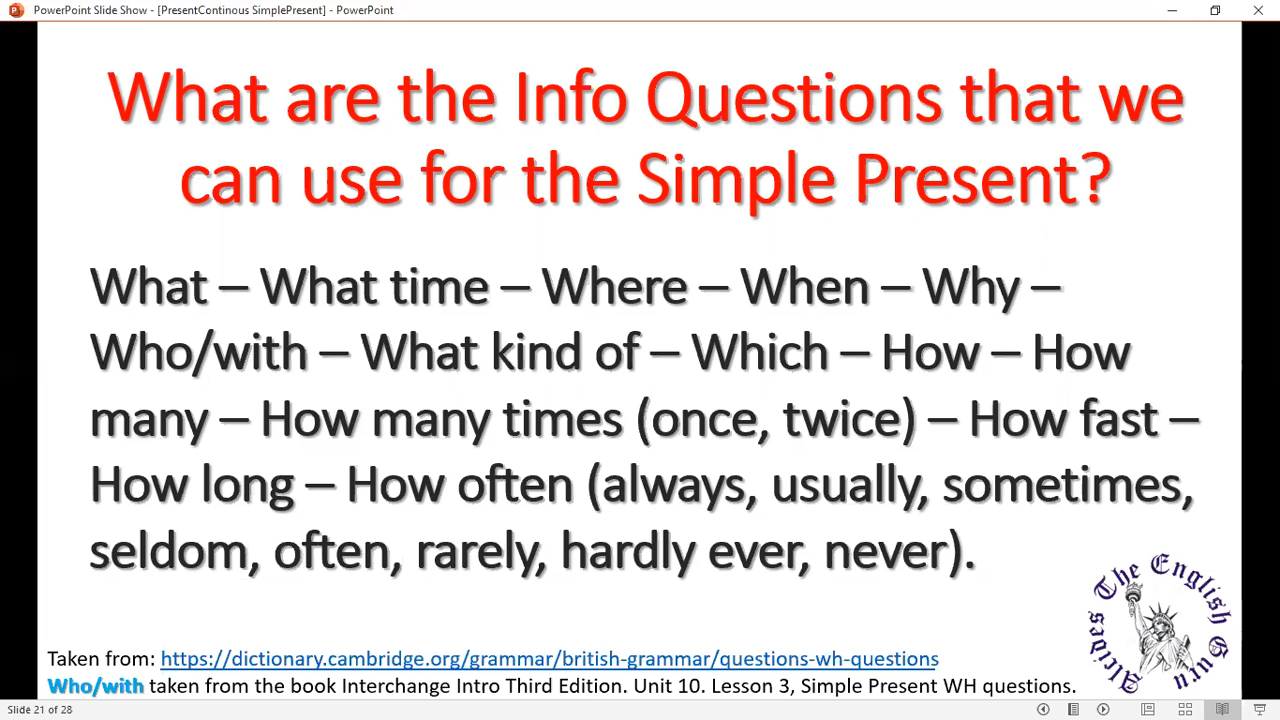 PowerPoint Slide Show - [PresentContinous SimplePresent] - PowerPoint
What are the Info Questions that we
can use for the Simple Present?
What – What time – Where – When – Why –
Who/with – What kind of – Which – How – How
many – How many times (once, twice) – How fast –
How long – How often (always, usually, sometimes,
seldom, often, rarely, hardly ever, never).
Alcides The English Guru
Taken from: https://dictionary.cambridge.org/grammar/british-grammar/questions-wh-questions
Who/with taken from the book Interchange Intro Third Edition. Unit 10. Lesson 3, Simple Present WH questions.
Slide 21 of 28